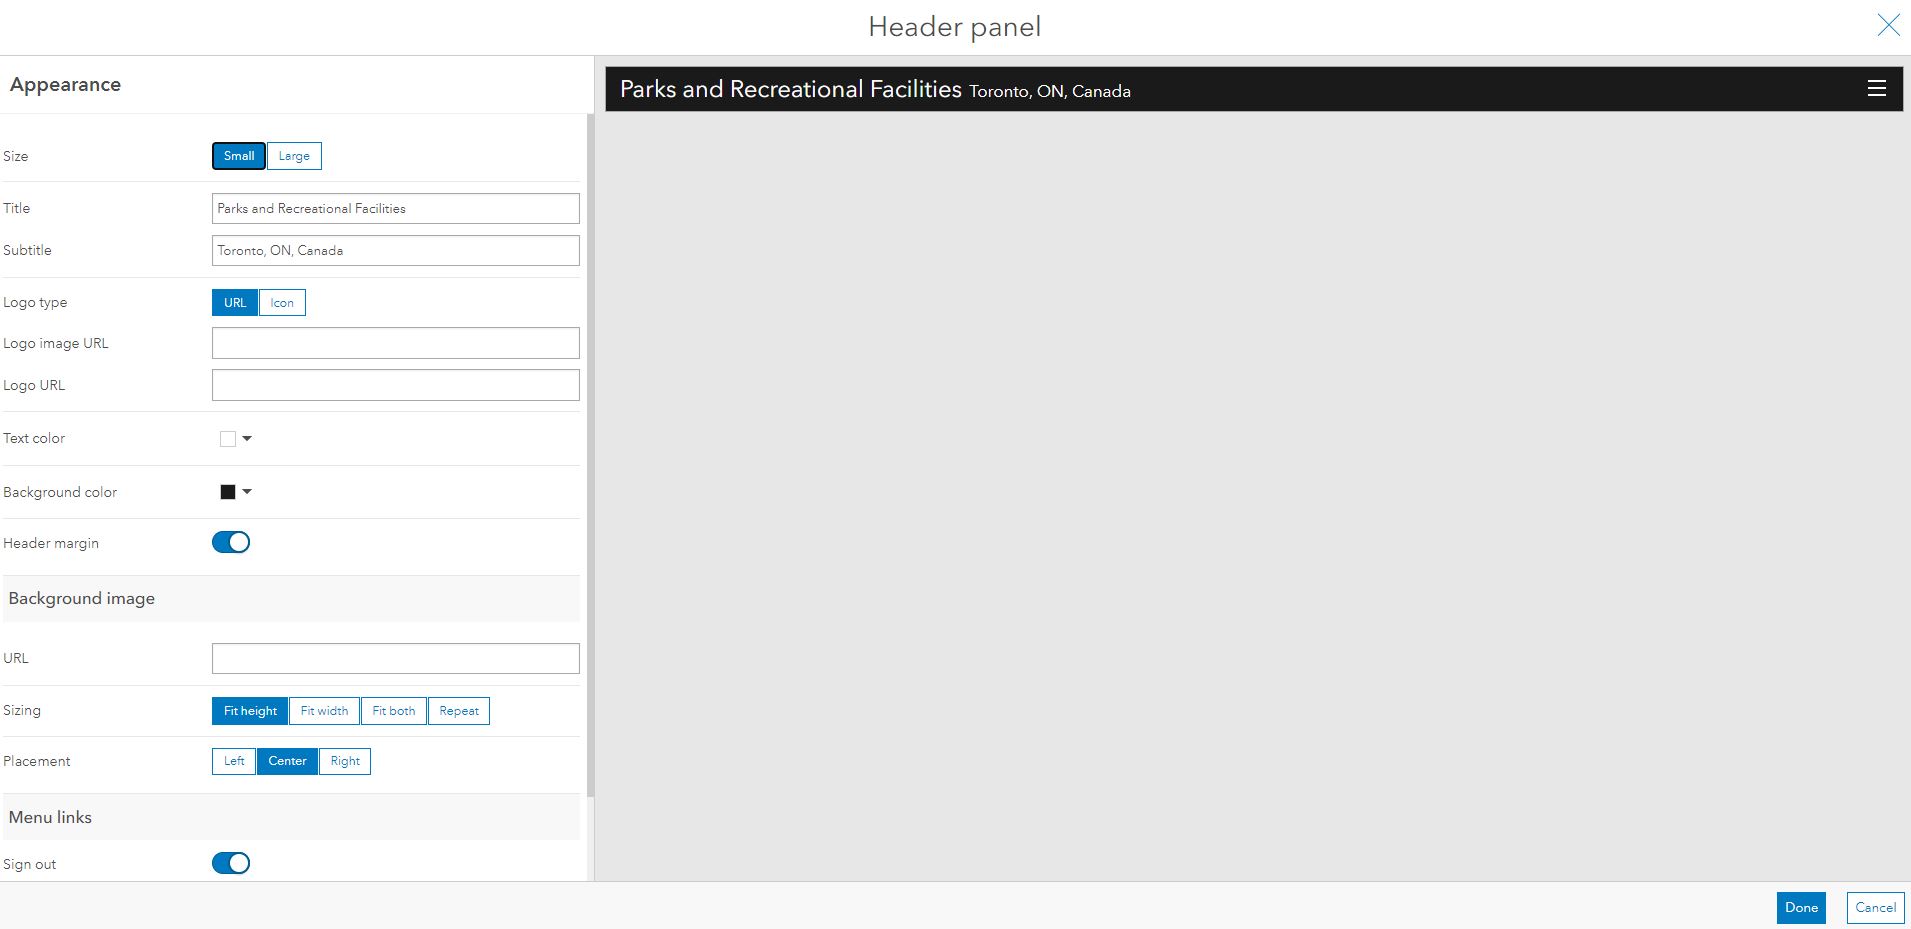 Header panel
Appearance
Parks and Recreational Facilities Toronto, ON, Canada
Size Small Large
Title Parks and Recreational Facilities
Subtitle Toronto, ON, Canada
Logo type URL Icon
Logo image URL
Logo URL
Text color
Background color
Header margin
Background image
URL
Sizing Fit height Fit width Fit both Repeat
Placement Left Center Right
Menu links
Sign out
Done Cancel